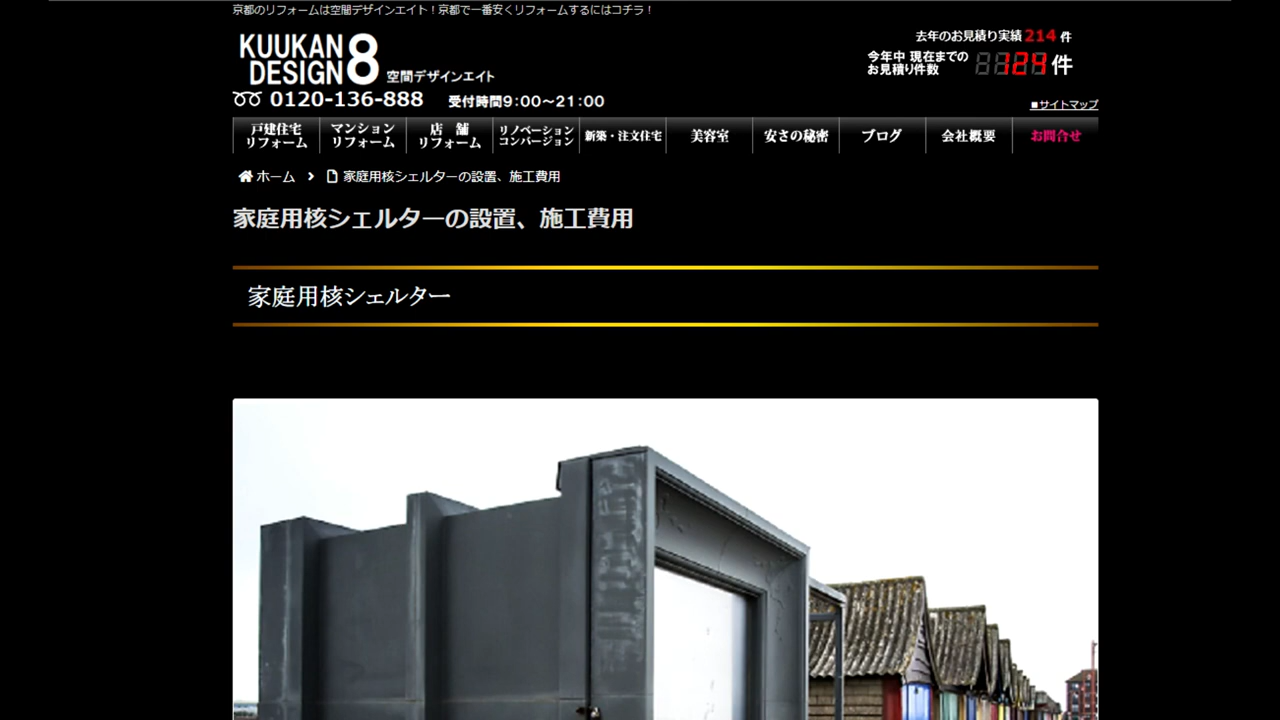 京都のリフォームは空間デザインエイト！京都で一番安くリフォームするにはコチラ！
KUUKAN
DESIGN8 空間デザインエイト
0120-136-888 受付時間9:00～21:00
去年のお見積り実績 214 件
今年中 現在までの
お見積り件数 124 件
■サイトマップ
戸建住宅
リフォーム
マンション
リフォーム
店 舗
リフォーム
リノベーション
コンバージョン
新築・注文住宅
美容室
安さの秘密
ブログ
会社概要
お問合せ
ホーム
家庭用核シェルターの設置、施工費用
家庭用核シェルターの設置、施工費用
家庭用核シェルター